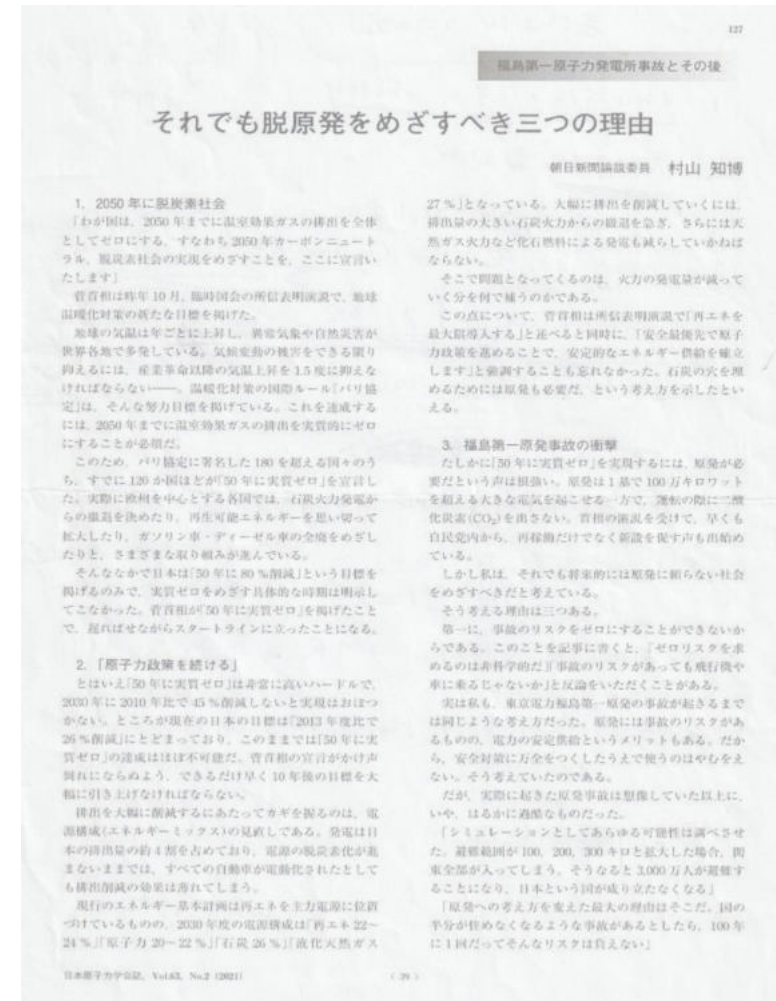 127
福島第一原子力発電所事故とその後
それでも脱原発をめざすべき三つの理由
朝日新聞論説委員 村山 知博
1. 2050年に脱炭素社会
「わが国は、2050年までに温室効果ガスの排出を全体
としてゼロにする、すなわち2050年カーボンニュート
ラル、脱炭素社会の実現をめざすことを、ここに宣言い
たします」
菅首相は昨年10月、臨時国会の所信表明演説で、地球
温暖化対策の新たな目標を掲げた。
地球の気温は年ごとに上昇し、異常気象や自然災害が
世界各地で多発している。気候変動の被害をできる限り
抑えるには、産業革命以降の気温上昇を1.5度に抑えな
ければならない――。温暖化対策の国際ルール「パリ協
定」は、そんな努力目標を掲げている。これを達成する
には、2050年までに温室効果ガスの排出を実質的にゼロ
にすることが必須だ。
このため、パリ協定に署名した180を超える国々のう
ち、すでに120か国ほどが「50年に実質ゼロ」を宣言し
た。実際に欧州を中心とする各国では、石炭火力発電か
らの撤退を決めたり、再生可能エネルギーを思い切って
拡大したり、ガソリン車・ディーゼル車の全廃をめざし
たりと、さまざまな取り組みが進んでいる。
そんななかで日本は「50年に80%削減」という目標を
掲げるのみで、実質ゼロをめざす具体的な時期は明示し
てこなかった。菅首相が「50年に実質ゼロ」を掲げたこと
で、遅ればせながらスタートラインに立ったことになる。
2. 「原子力政策を続ける」
とはいえ「50年に実質ゼロ」は非常に高いハードルで、
2030年に2010年比で45%削減しないと実現はおぼつ
かない。ところが現在の日本の目標は「2013年度比で
26%削減」にとどまっており、このままでは「50年に実
質ゼロ」の達成はほぼ不可能だ。菅首相の宣言がかけ声
倒れにならぬよう、できるだけ早く10年後の目標を大
幅に引き上げなければならない。
排出を大幅に削減するにあたってカギを握るのは、電
源構成(エネルギーミックス)の見直しである。発電は日
本の排出量の約4割を占めており、電源の脱炭素化が進
まないままでは、すべての自動車が電動化されたとして
も排出削減の効果は薄れてしまう。
現行のエネルギー基本計画は再エネを主力電源に位置
づけているものの、2030年度の電源構成は「再エネ22～
24%」「原子力20～22%」「石炭26%」「液化天然ガス
27%」となっている。大幅に排出を削減していくには、
排出量の大きい石炭火力からの撤退を急ぎ、さらには天
然ガス火力など化石燃料による発電も減らしていかねば
ならない。
そこで問題となってくるのは、火力の発電量が減って
いく分を何で補うのかである。
この点について、菅首相は所信表明演説で「再エネを
最大限導入する」と述べると同時に、「安全最優先で原子
力政策を進めることで、安定的なエネルギー供給を確立
します」と強調することも忘れなかった。石炭の穴を埋
めるためには原発も必要だ、という考え方を示したとい
える。
3. 福島第一原発事故の衝撃
たしかに「50年に実質ゼロ」を実現するには、原発が必
要だという声は根強い。原発は1基で100万キロワット
を超える大きな電気を起こせる一方で、運転の際に二酸
化炭素(CO₂)を出さない。首相の演説を受けて、早くも
自民党内から、再稼働だけでなく新設を促す声も出始め
ている。
しかし私は、それでも将来的には原発に頼らない社会
をめざすべきだと考えている。
そう考える理由は三つある。
第一に、事故のリスクをゼロにすることができないか
らである。このことを記事に書くと、「ゼロリスクを求
めるのは非科学的だ」「事故のリスクがあっても飛行機や
車に乗るじゃないか」と反論をいただくことがある。
実は私も、東京電力福島第一原発の事故が起きるまで
は同じような考え方だった。原発には事故のリスクがあ
るものの、電力の安定供給というメリットもある。だか
ら、安全対策に万全をつくしたうえで使うのはやむをえ
ない。そう考えていたのである。
だが、実際に起きた原発事故は想像していた以上に、
いや、はるかに過酷なものだった。
「シミュレーションとしてあらゆる可能性は調べさせ
た。避難範囲が100、200、300キロと拡大した場合、関
東全部が入ってしまう。そうなると3,000万人が避難す
ることになり、日本という国が成り立たなくなる」
「原発への考え方を変えた最大の理由はそこだ。国の
半分が住めなくなるような事故があるとしたら、100年
に1回だってそんなリスクは負えない」
日本原子力学会誌, Vol.63, No.2 (2021)
( 39 )